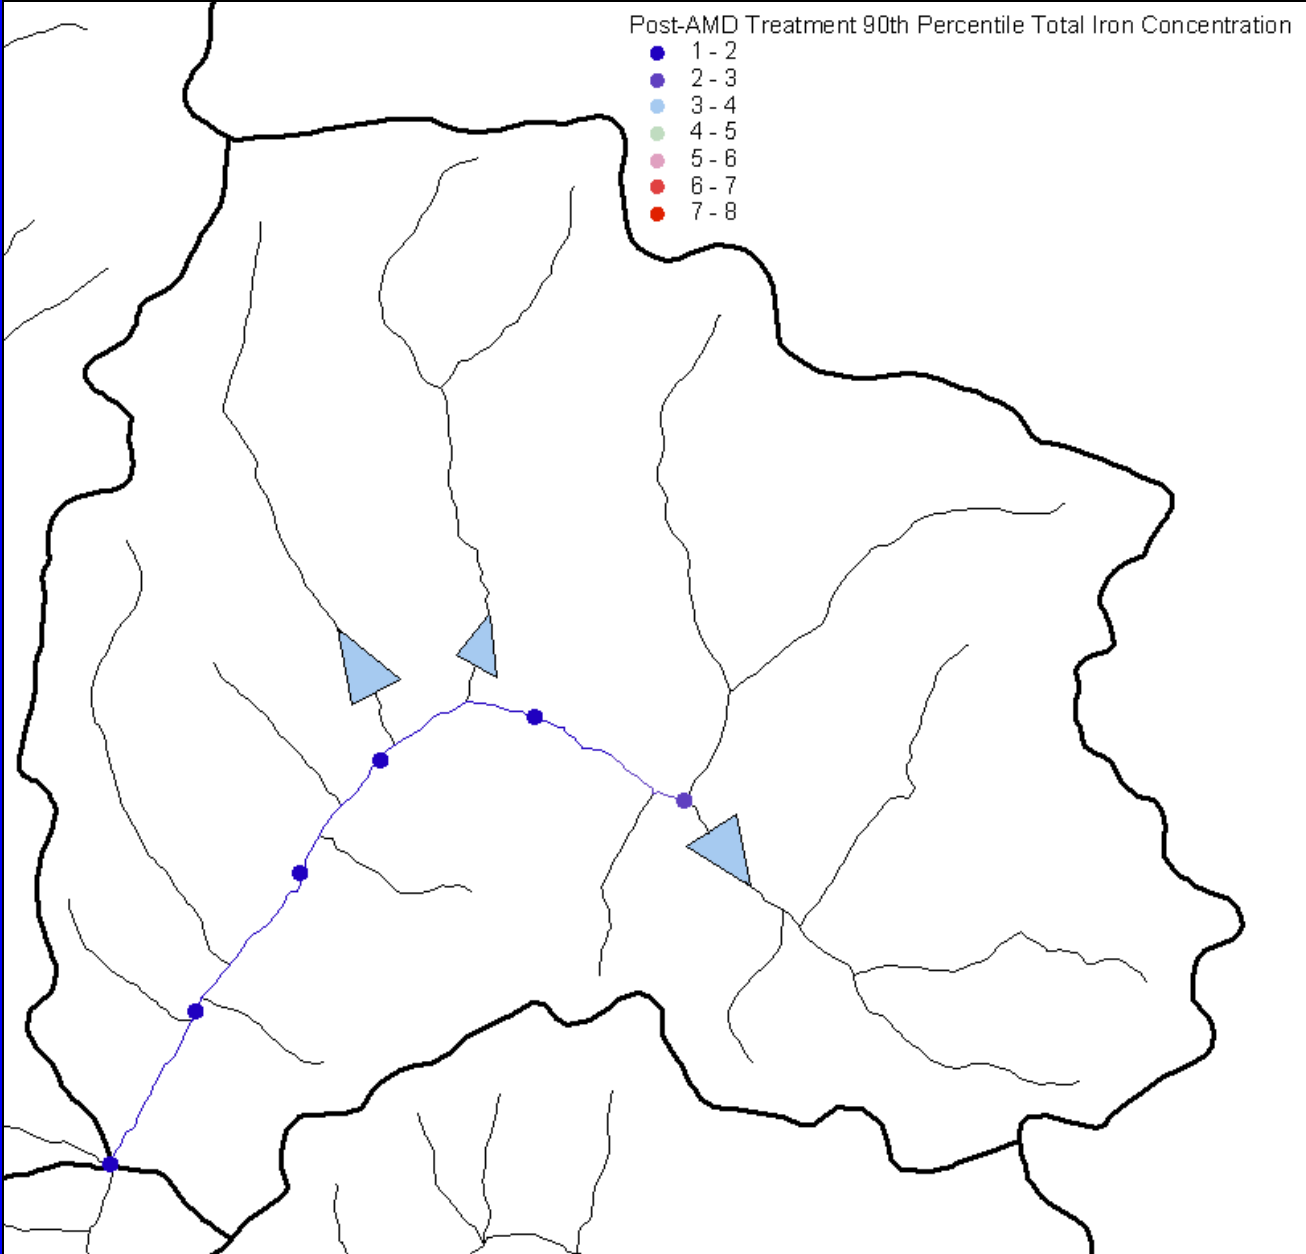 Post-AMD Treatment 90th Percentile Total Iron Concentration
1 - 2
2 - 3
3 - 4
4 - 5
5 - 6
6 - 7
7 - 8